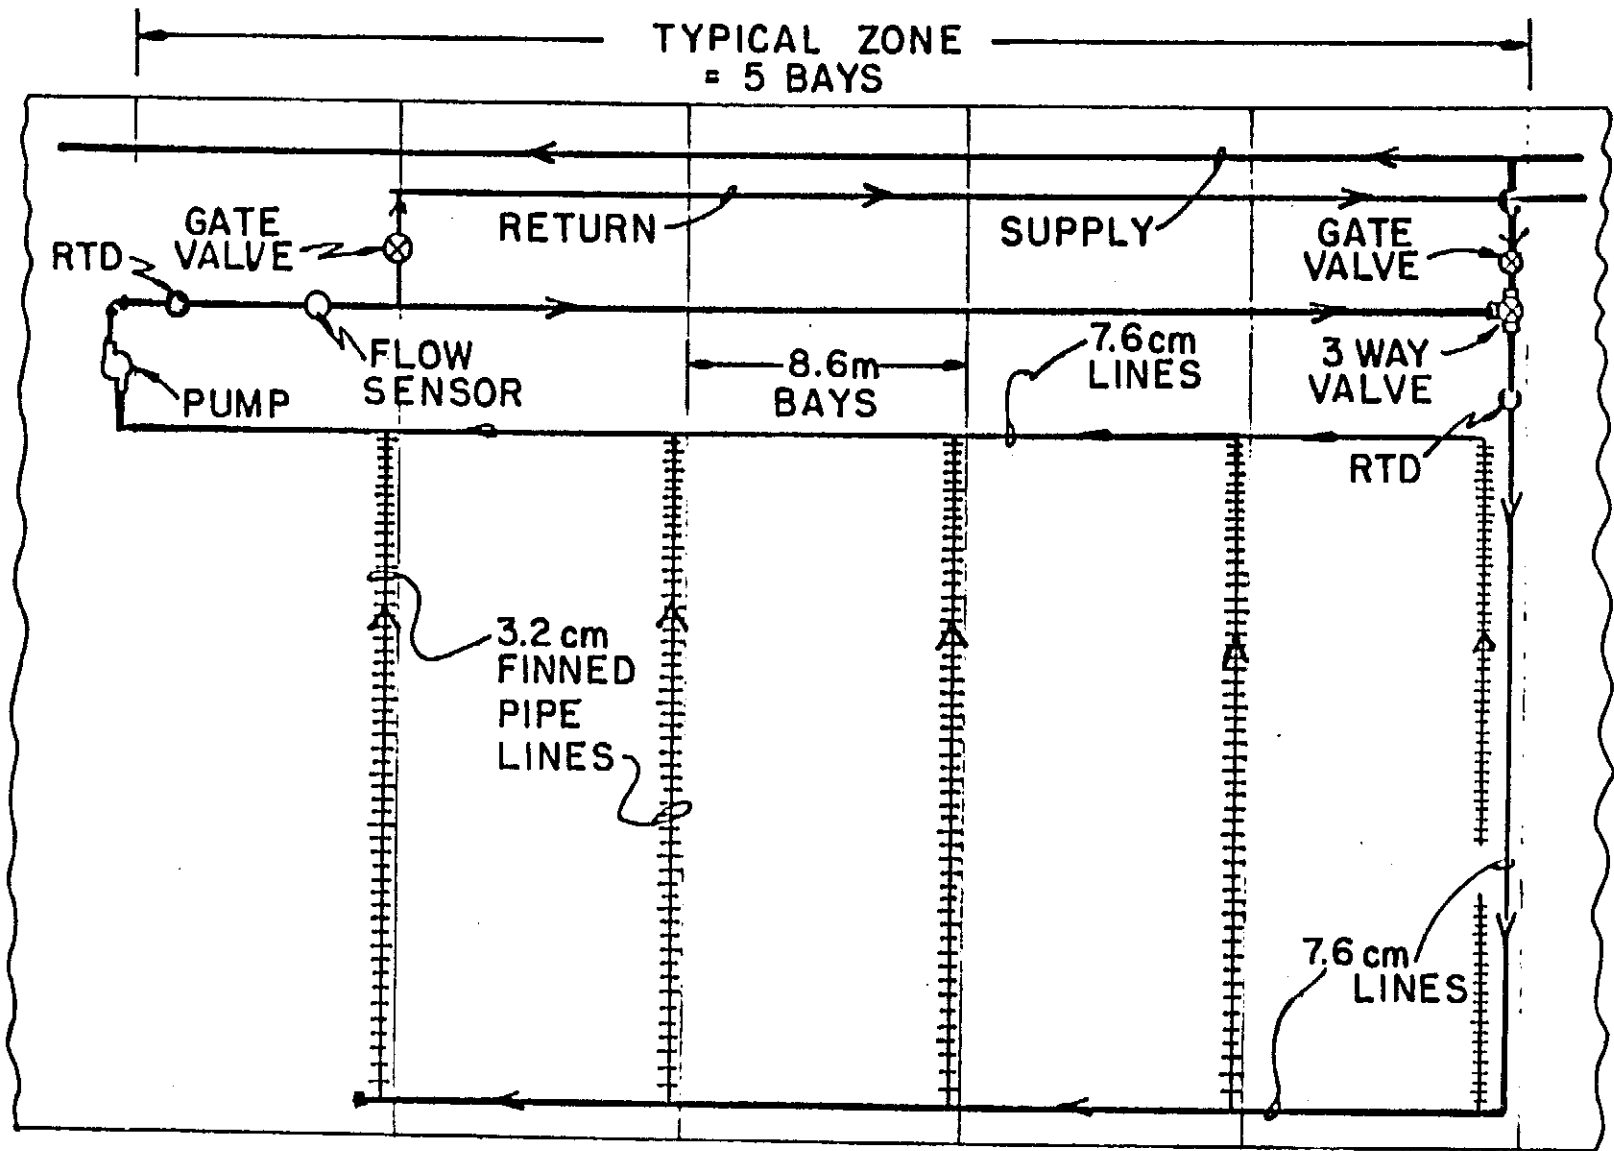 TYPICAL ZONE
= 5 BAYS
GATE
VALVE
RTD
RETURN
SUPPLY
GATE
VALVE
FLOW
SENSOR
PUMP
8.6m
BAYS
7.6cm
LINES
3 WAY
VALVE
RTD
3.2 cm
FINNED
PIPE
LINES
7.6 cm
LINES